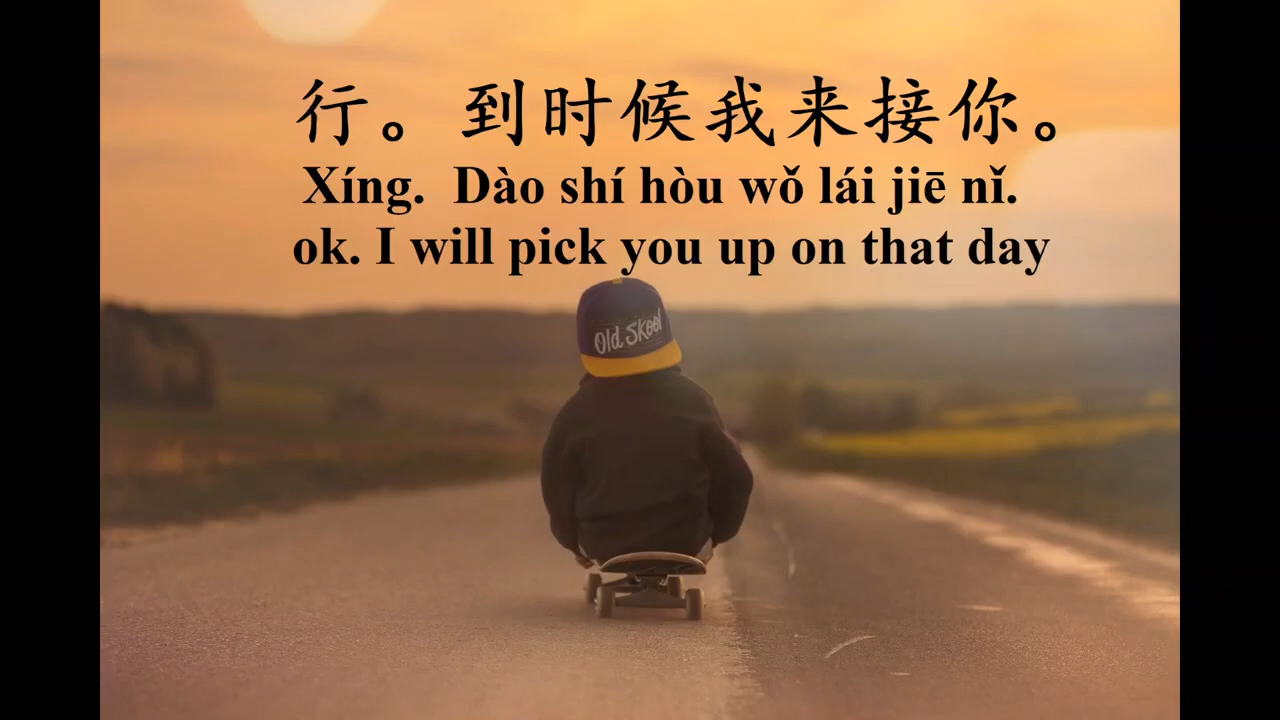 行。到时候我来接你。
Xíng. Dào shí hòu wǒ lái jiē nǐ.
ok. I will pick you up on that day
Old Skool